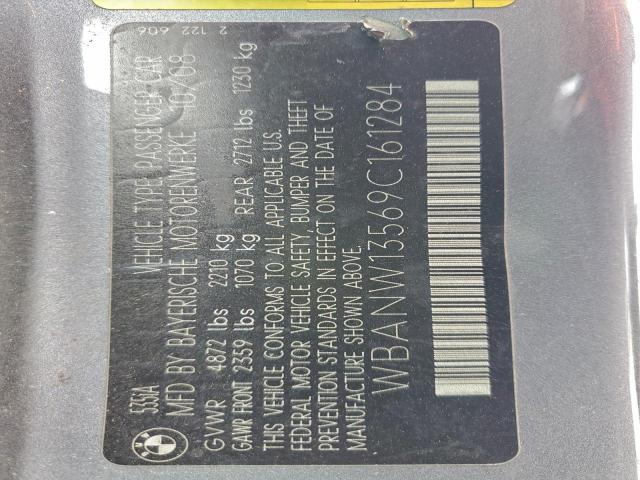 2 122 606
535iA VEHICLE TYPE: PASSENGER CAR
MFD BY BAYERISCHE MOTORENWERKE 10/08
GVWR 4872 lbs 2210 kg
GAWR FRONT 2359 lbs 1070 kg REAR 2712 lbs 1230 kg
THIS VEHICLE CONFORMS TO ALL APPLICABLE U.S.
FEDERAL MOTOR VEHICLE SAFETY, BUMPER AND THEFT
PREVENTION STANDARDS IN EFFECT ON THE DATE OF
MANUFACTURE SHOWN ABOVE.
WBANW13569C161284